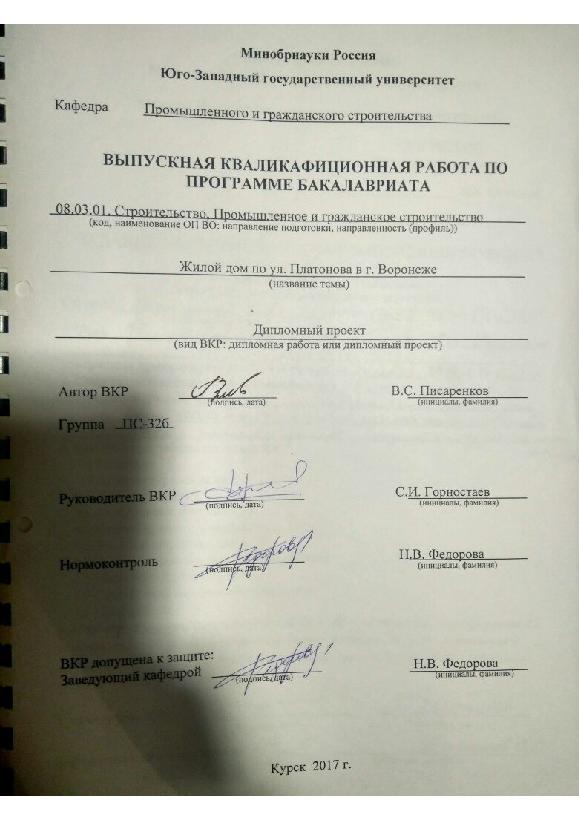 Минобрнауки Россия
Юго-Западный государственный университет
Кафедра Промышленного и гражданского строительства
ВЫПУСКНАЯ КВАЛИКАФИЦИОННАЯ РАБОТА ПО
ПРОГРАММЕ БАКАЛАВРИАТА
08.03.01. Строительство, Промышленное и гражданское строительство
(код, наименование ОП ВО: направление подготовки, направленность (профиль))
Жилой дом по ул. Платонова в г. Воронеже
(название темы)
Дипломный проект
(вид ВКР: дипломная работа или дипломный проект)
Автор ВКР В.С. Писаренков
(подпись, дата) (инициалы, фамилия)
Группа ПС-32б
Руководитель ВКР С.И. Горностаев
(подпись, дата) (инициалы, фамилия)
Нормоконтроль Н.В. Федорова
(подпись, дата) (инициалы, фамилия)
ВКР допущена к защите:
Заведующий кафедрой Н.В. Федорова
(подпись, дата) (инициалы, фамилия)
Курск 2017 г.